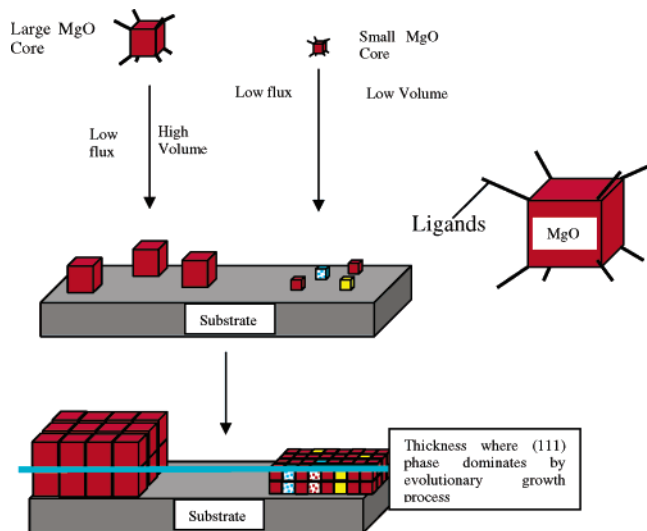 Large MgO
Core
Small MgO
Core
Low
flux
High
Volume
Low flux
Low Volume
Ligands
MgO
Substrate
Thickness where (111)
phase dominates by
evolutionary growth
process
Substrate